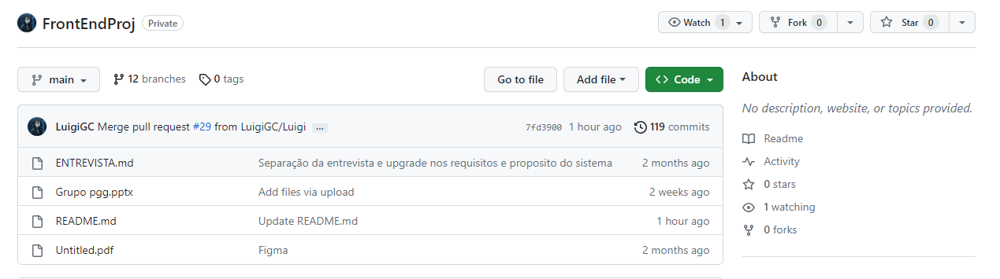 FrontEndProj Private Watch 1 Fork 0 Star 0
main 12 branches 0 tags Go to file Add file Code
LuigiGC Merge pull request #29 from LuigiGC/Luigi ... 7fd3900 1 hour ago 119 commits
ENTREVISTA.md Separação da entrevista e upgrade nos requisitos e proposito do sistema 2 months ago
Grupo pgg.pptx Add files via upload 2 weeks ago
README.md Update README.md 1 hour ago
Untitled.pdf Figma 2 months ago
About
No description, website, or topics provided.
Readme
Activity
0 stars
1 watching
0 forks